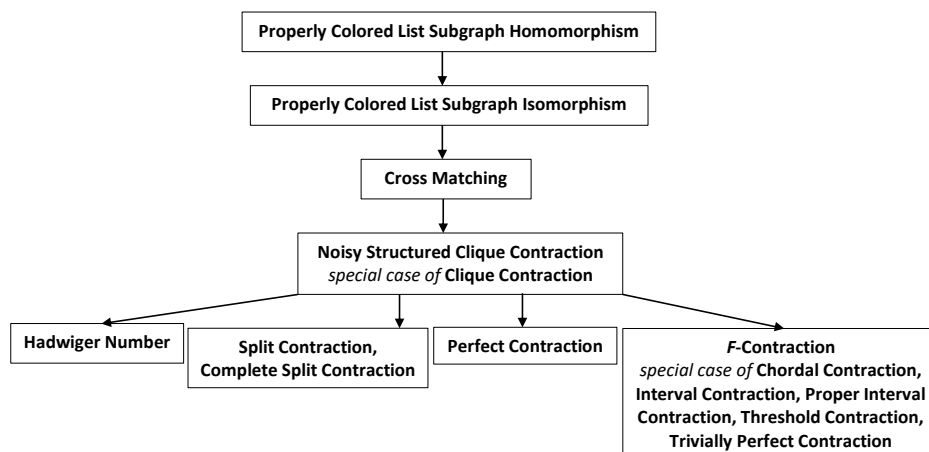 Properly Colored List Subgraph Homomorphism
Properly Colored List Subgraph Isomorphism
Cross Matching
Noisy Structured Clique Contraction
special case of Clique Contraction
Hadwiger Number
Split Contraction,
Complete Split Contraction
Perfect Contraction
F-Contraction
special case of Chordal Contraction,
Interval Contraction, Proper Interval
Contraction, Threshold Contraction,
Trivially Perfect Contraction